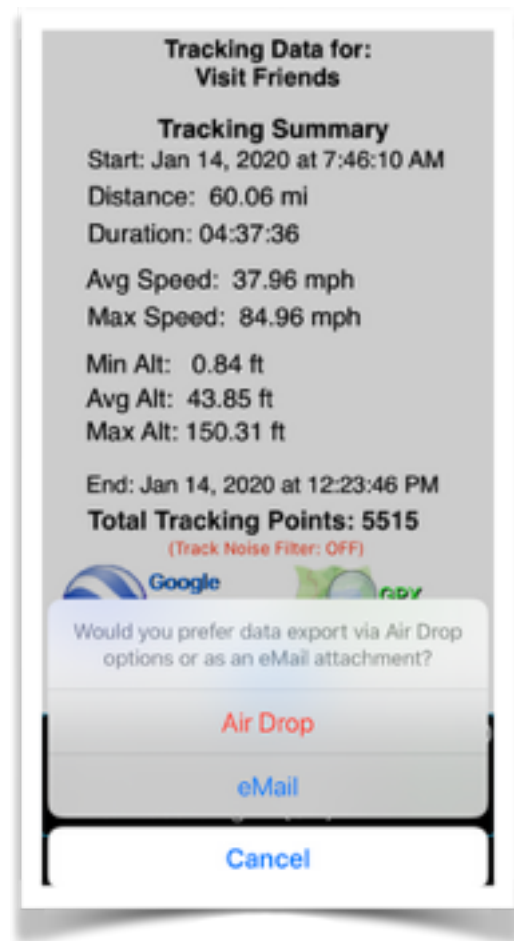 Tracking Data for:
Visit Friends
Tracking Summary
Start: Jan 14, 2020 at 7:46:10 AM
Distance: 60.06 mi
Duration: 04:37:36
Avg Speed: 37.96 mph
Max Speed: 84.96 mph
Min Alt: 0.84 ft
Avg Alt: 43.85 ft
Max Alt: 150.31 ft
End: Jan 14, 2020 at 12:23:46 PM
Total Tracking Points: 5515
(Track Noise Filter: OFF)
Google GPX
Would you prefer data export via Air Drop
options or as an eMail attachment?
Air Drop
eMail
Cancel